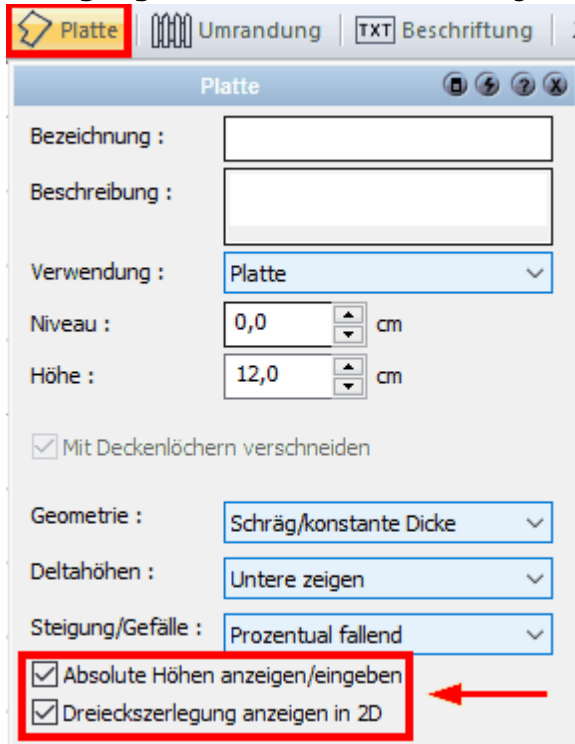 Platte Umrandung TXT Beschriftung
Platte
Bezeichnung :
Beschreibung :
Verwendung : Platte
Niveau : 0,0 cm
Höhe : 12,0 cm
Mit Deckenlöchern verschneiden
Geometrie : Schräg/konstante Dicke
Deltahöhen : Untere zeigen
Steigung/Gefälle : Prozentual fallend
Absolute Höhen anzeigen/eingeben
Dreieckszerlegung anzeigen in 2D